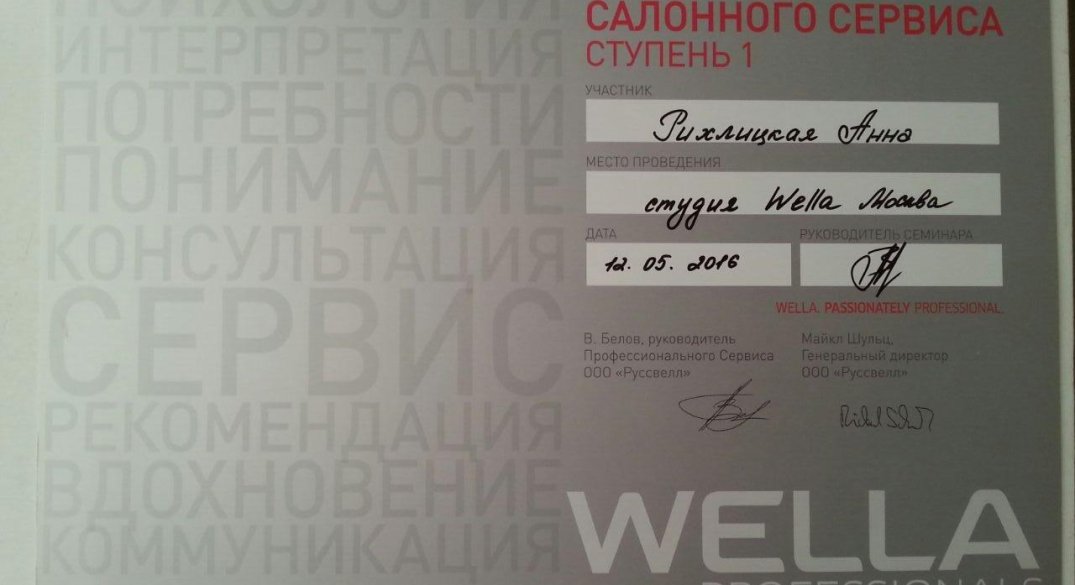 ПСИХОЛОГИЯ
ИНТЕРПРЕТАЦИЯ
ПОТРЕБНОСТИ
ПОНИМАНИЕ
КОНСУЛЬТАЦИЯ
СЕРВИС
РЕКОМЕНДАЦИЯ
ВДОХНОВЕНИЕ
КОММУНИКАЦИЯ
САЛОННОГО СЕРВИСА
СТУПЕНЬ 1
УЧАСТНИК
Рихлицкая Анна
МЕСТО ПРОВЕДЕНИЯ
студия Wella Москва
ДАТА
12. 05. 2016
РУКОВОДИТЕЛЬ СЕМИНАРА
WELLA. PASSIONATELY PROFESSIONAL.
В. Белов, руководитель
Профессионального Сервиса
ООО «Руссвелл»
Майкл Шульц,
Генеральный директор
ООО «Руссвелл»
WELLA
PROFESSIONALS